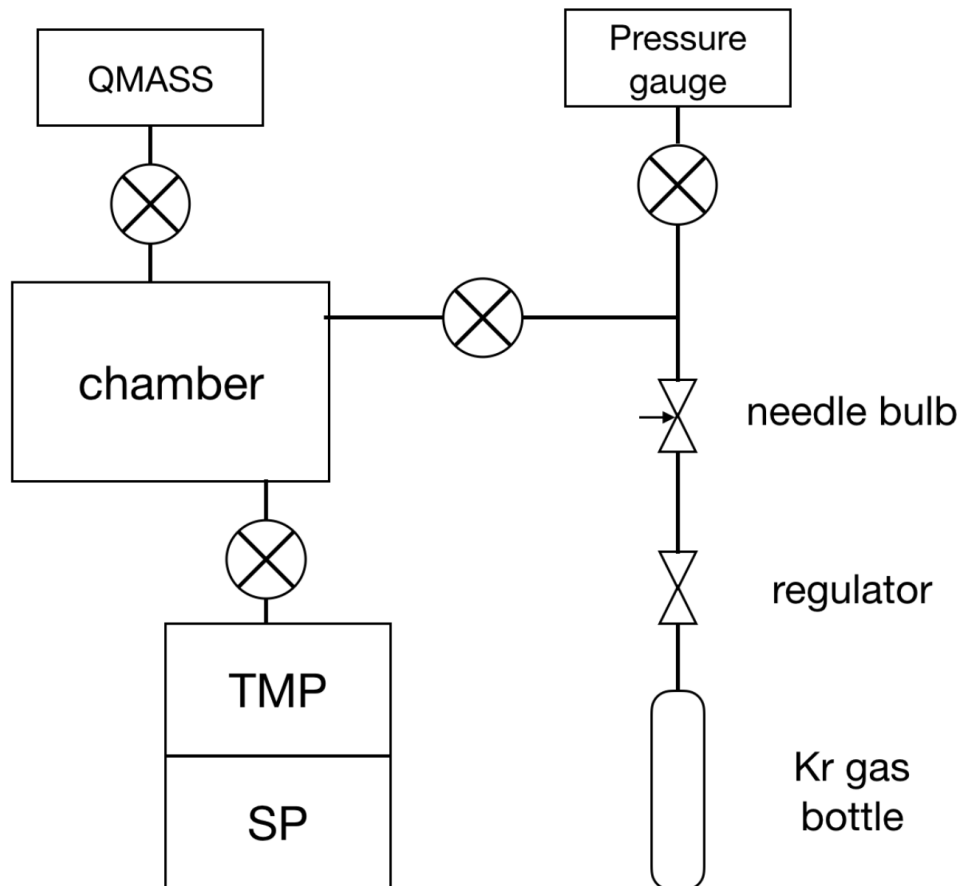 QMASS
Pressure
gauge
chamber
needle bulb
regulator
TMP
SP
Kr gas
bottle